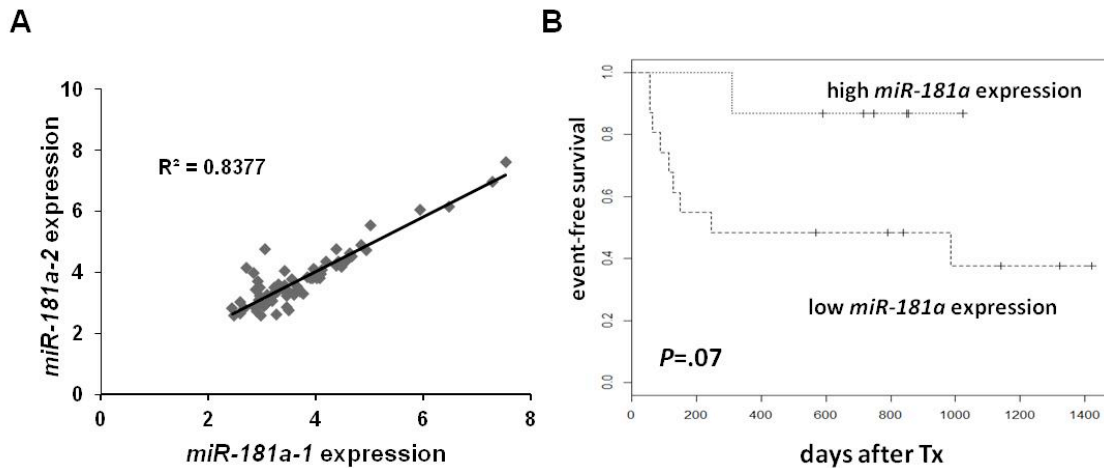 A
10
8
6
4
2
0
0 2 4 6 8
miR-181a-2 expression
miR-181a-1 expression
R² = 0.8377
B
1.0
0.8
0.6
0.4
0.2
0.0
0 200 400 600 800 1000 1200 1400
event-free survival
days after Tx
high miR-181a expression
low miR-181a expression
P=.07